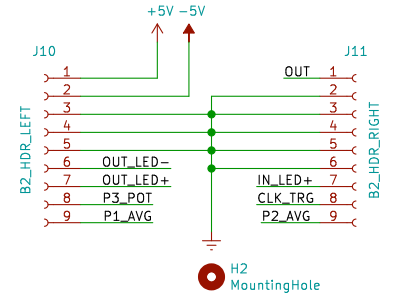 +5V -5V
J10 J11
1 OUT 1
2 2
3 3
4 4
5 5
6 OUT_LED- 6
7 OUT_LED+ IN_LED+ 7
8 P3_POT CLK_TRG 8
9 P1_AVG P2_AVG 9
B2_HDR_LEFT
B2_HDR_RIGHT
H2
MountingHole